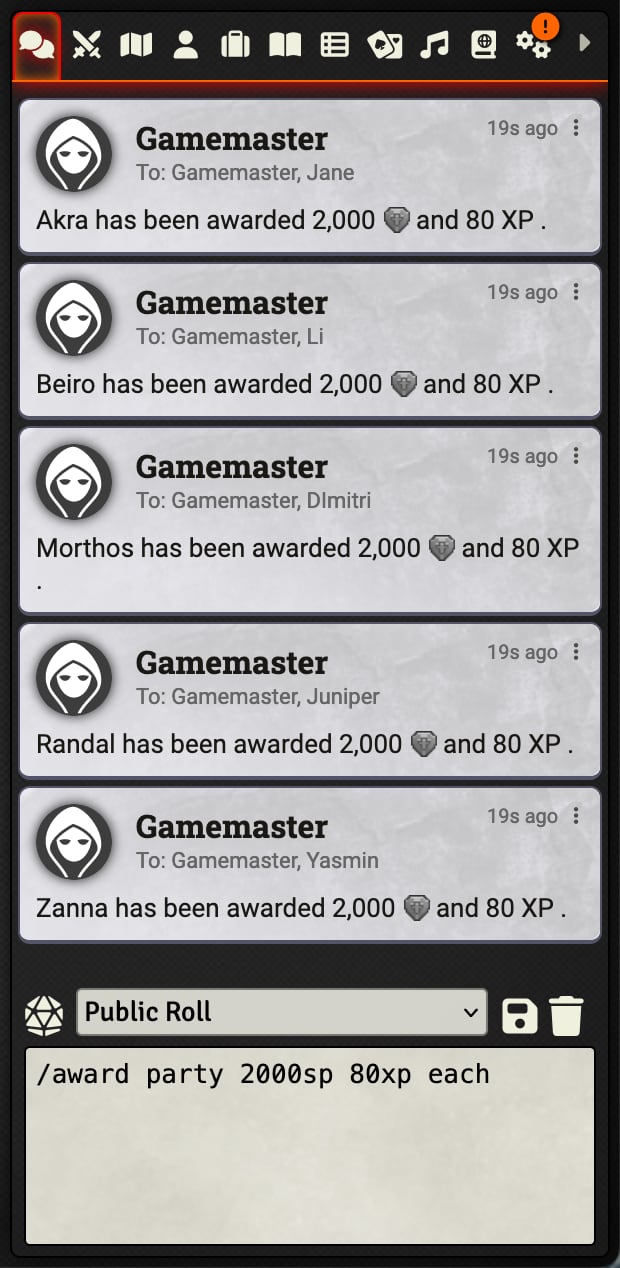 !
Gamemaster
19s ago
To: Gamemaster, Jane
Akra has been awarded 2,000 and 80 XP .
Gamemaster
19s ago
To: Gamemaster, Li
Beiro has been awarded 2,000 and 80 XP .
Gamemaster
19s ago
To: Gamemaster, DImitri
Morthos has been awarded 2,000 and 80 XP
.
Gamemaster
19s ago
To: Gamemaster, Juniper
Randal has been awarded 2,000 and 80 XP .
Gamemaster
19s ago
To: Gamemaster, Yasmin
Zanna has been awarded 2,000 and 80 XP .
Public Roll
/award party 2000sp 80xp each